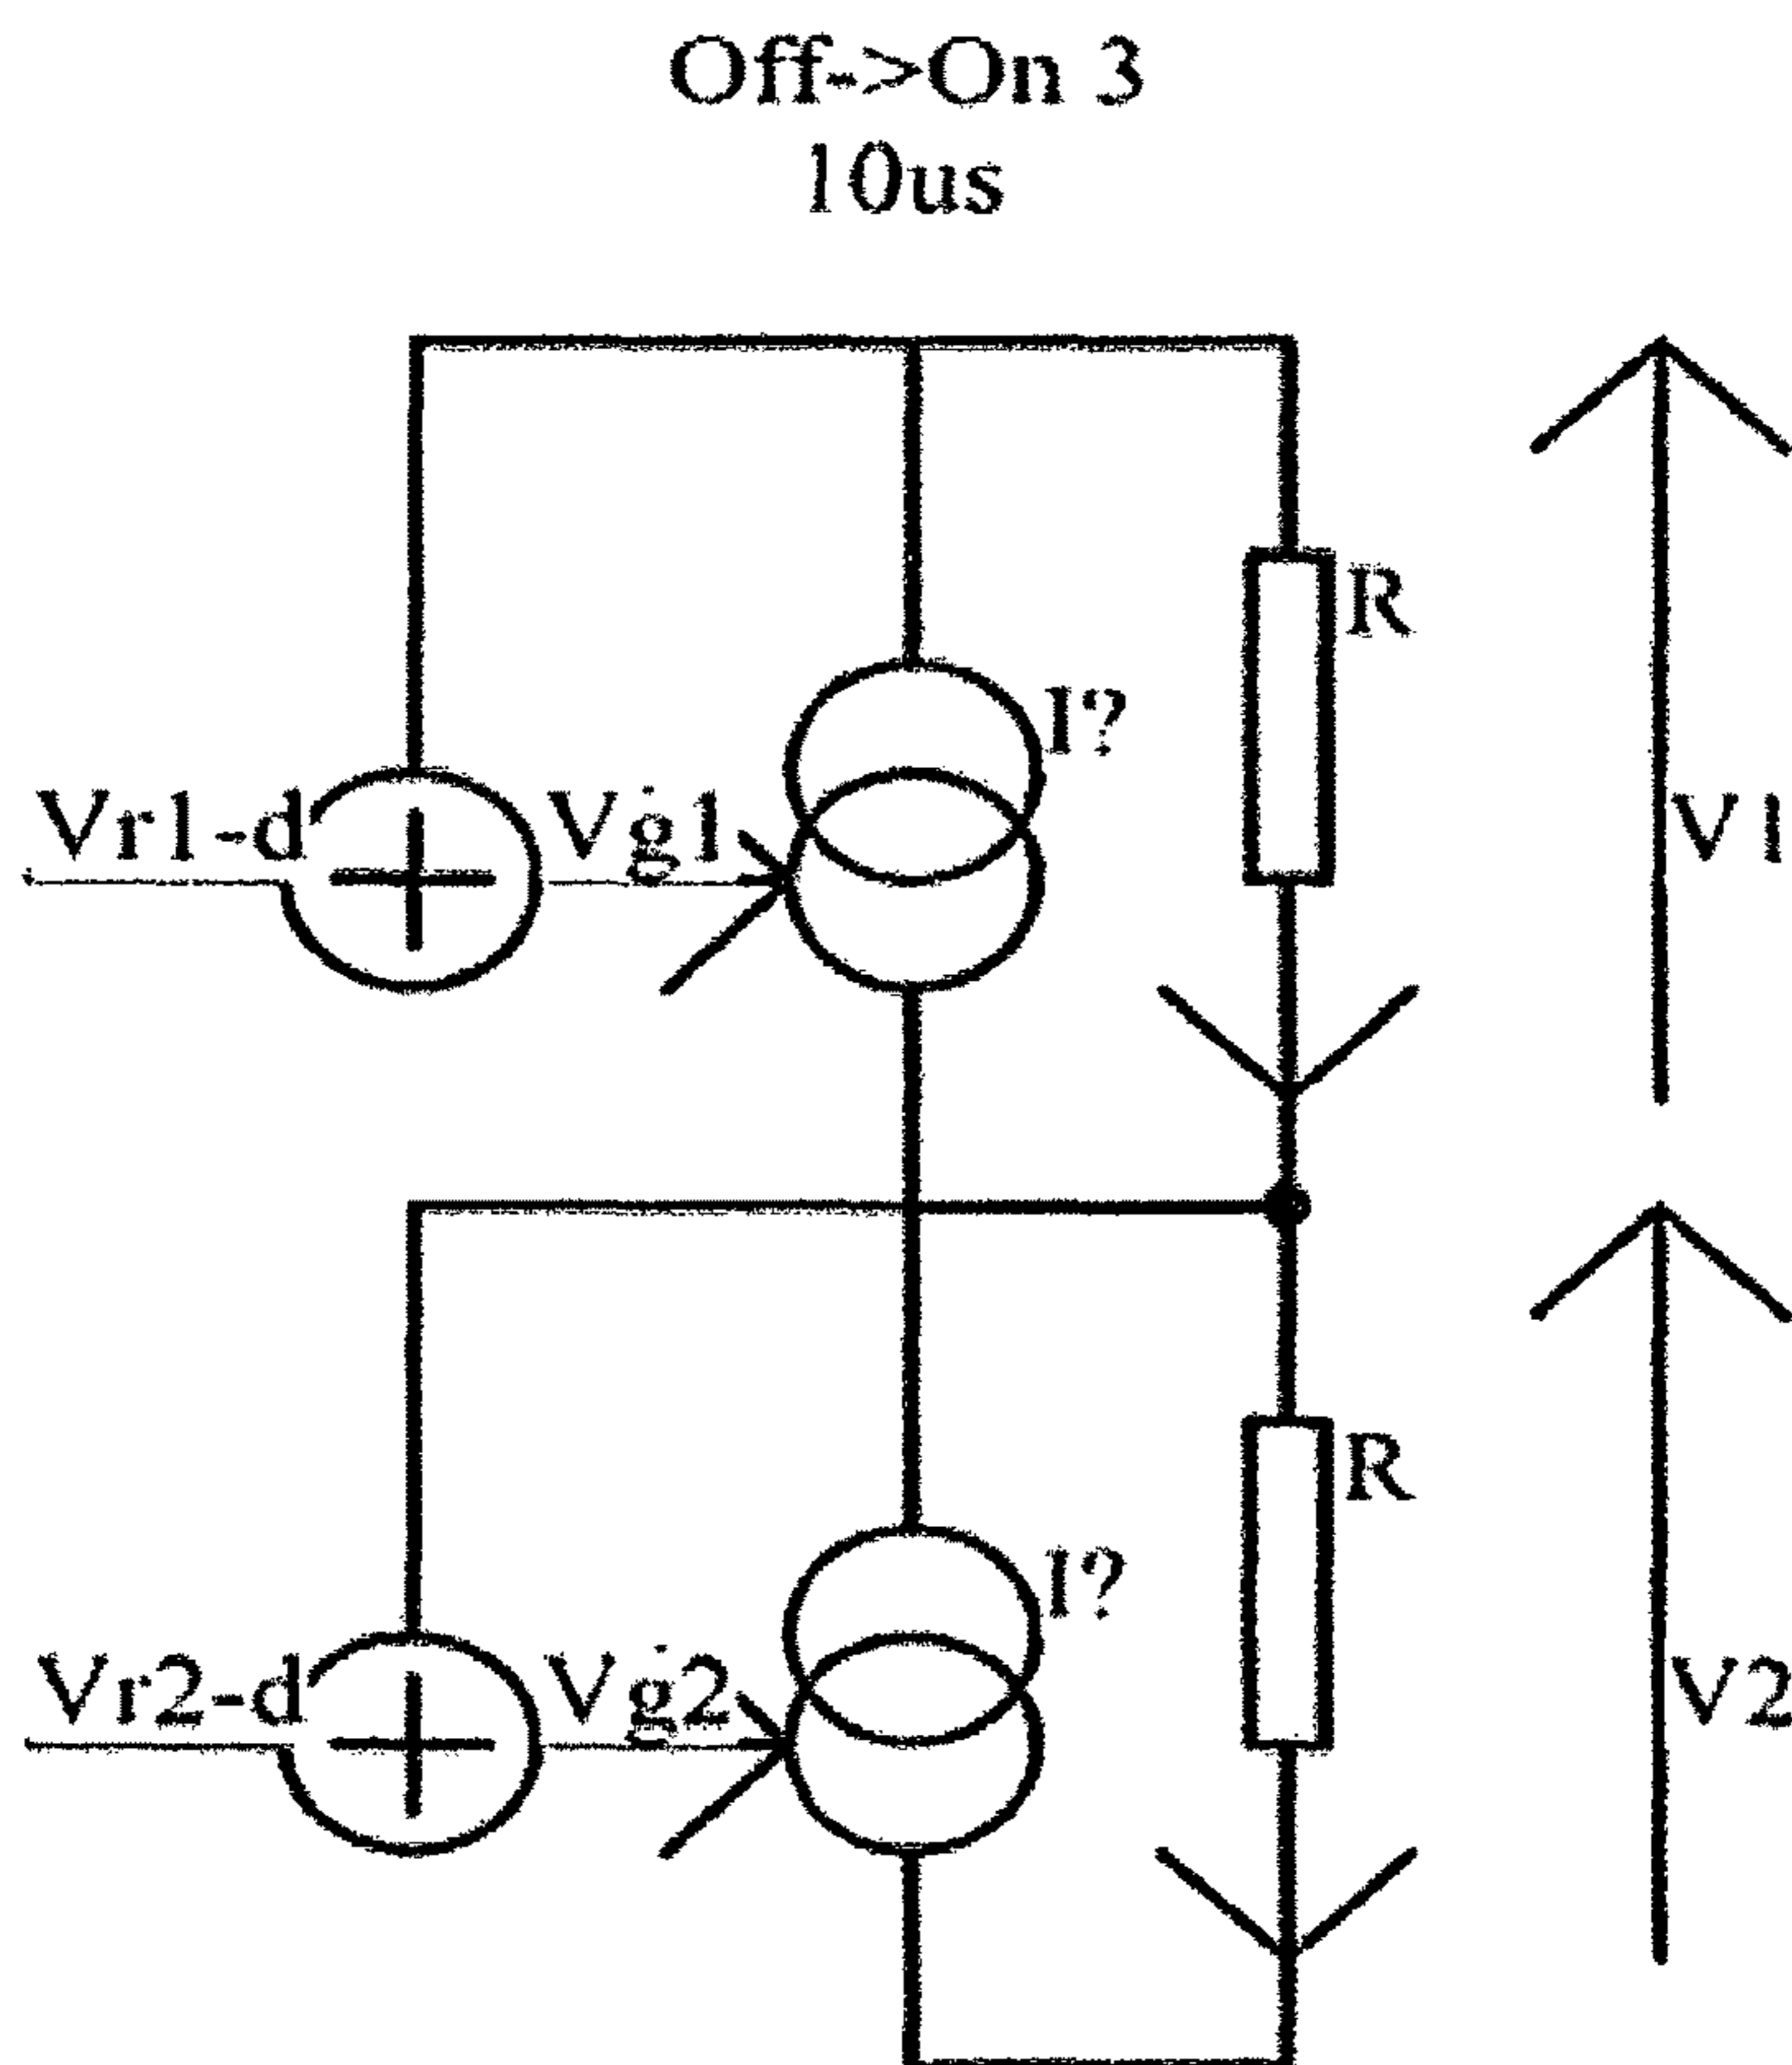 Off->On 3
10us
R
I?
Vr1-d
Vg1
V1
R
I?
Vr2-d
Vg2
V2